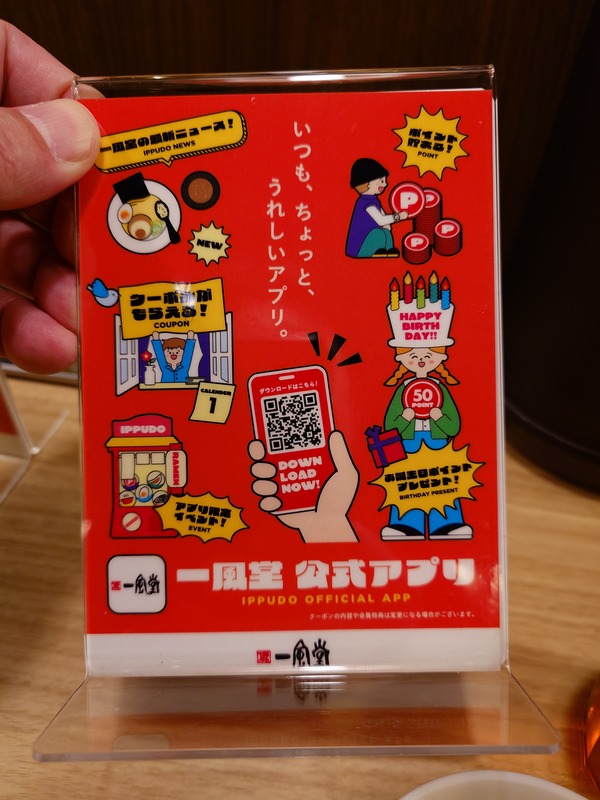 一風堂の最新ニュース!
IPPUDO NEWS
いつも、ちょっと、
うれしいアプリ。
ポイント
貯まる!
POINT
P
P
P
P
NEW
クーポンが
もらえる!
COUPON
CALENDER
1
HAPPY
BIRTH
DAY!!
50
POINT
ダウンロードはこちら!
DOWN
LOAD
NOW!
IPPUDO
RAMEN
アプリ限定
イベント!
EVENT
お誕生日ポイント
プレゼント!
BIRTHDAY PRESENT
一風堂
一風堂 公式アプリ
IPPUDO OFFICIAL APP
クーポンの内容や会員特典は変更になる場合がございます。
一風堂